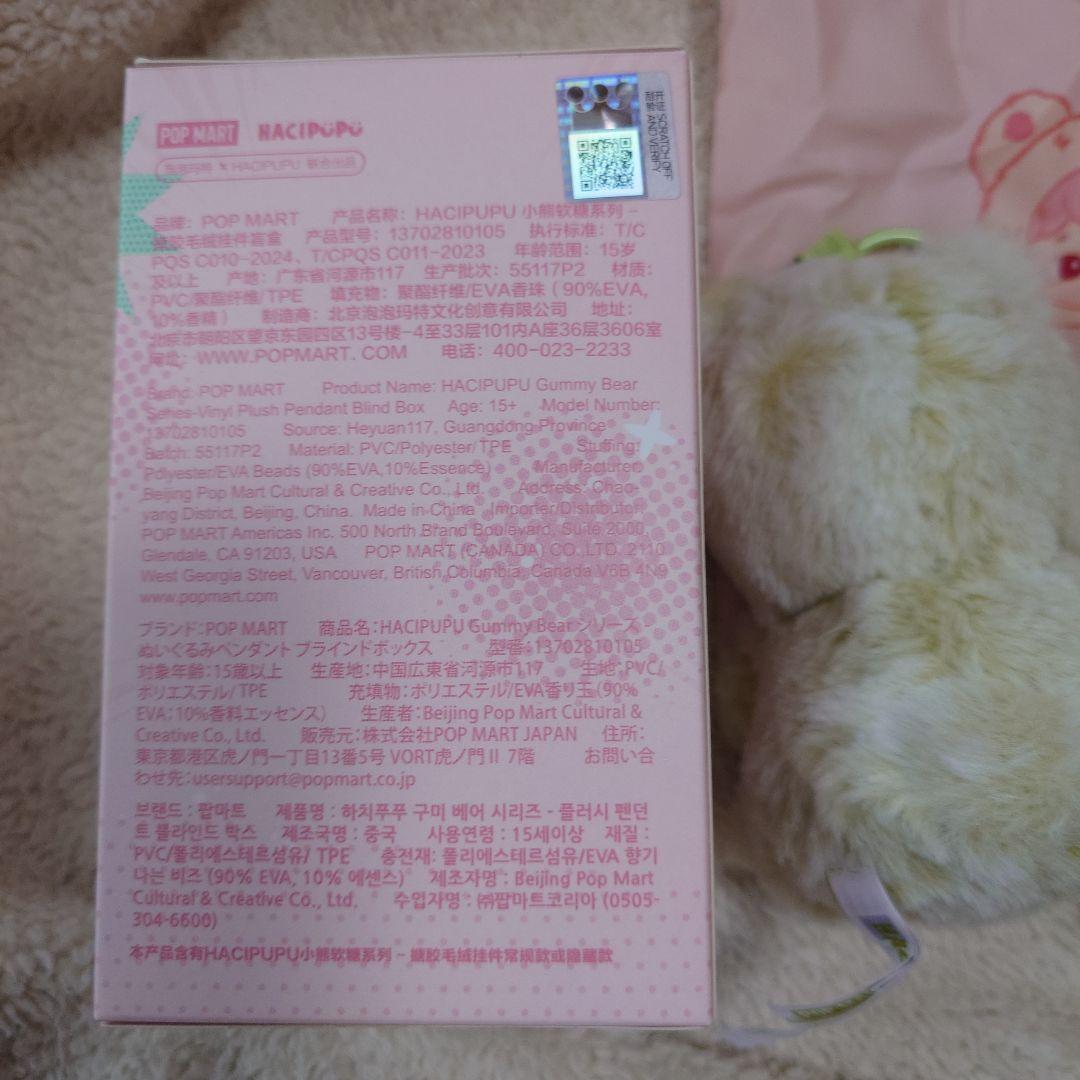 POP MART HACIPUPU
HACIPUPU 联合出品
刮涂层 SCRATCH OFF
AND VERIFY
品牌：POP MART 产品名称：HACIPUPU 小熊软糖系列 –
搪胶毛绒挂件盲盒 产品型号：13702810105 执行标准：T/C
PQS C010-2024、T/CPQS C011-2023 年龄范围：15岁
及以上 产地：广东省河源市117 生产批次：55117P2 材质：
PVC/聚酯纤维/TPE 填充物：聚酯纤维/EVA香珠（90%EVA,
10%香精） 制造商：北京泡泡玛特文化创意有限公司 地址：
北京市朝阳区望京东园四区13号楼-4至33层101内A座36层3606室
网址：WWW.POPMART.COM 电话：400-023-2233
Brand: POP MART Product Name: HACIPUPU Gummy Bear
Series-Vinyl Plush Pendant Blind Box Age: 15+ Model Number:
13702810105 Source: Heyuan117, Guangdong Province
Batch: 55117P2 Material: PVC/Polyester/TPE Stuffing:
Polyester/EVA Beads (90%EVA,10%Essence) Manufacturer:
Beijing Pop Mart Cultural & Creative Co., Ltd. Address: Chao-
yang District, Beijing, China. Made in China Importer/Distributor:
POP MART Americas Inc. 500 North Brand Boulevard, Suite 2000,
Glendale, CA 91203, USA POP MART (CANADA) CO.,LTD. 2110
West Georgia Street, Vancouver, British Columbia, Canada V6B 4N9
www.popmart.com
ブランド：POP MART 商品名：HACIPUPU Gummy Bear シリーズ -
ぬいぐるみペンダント ブラインドボックス 型番：13702810105
対象年齢：15歳以上 生産地：中国広東省河源市117 生地：PVC/
ポリエステル/TPE 充填物：ポリエステル/EVA香り玉（90%
EVA；10%香料エッセンス） 生産者：Beijing Pop Mart Cultural &
Creative Co., Ltd. 販売元：株式会社POP MART JAPAN 住所：
東京都港区虎ノ門一丁目13番5号 VORT虎ノ門Ⅱ 7階 お問い合
わせ先：usersupport@popmart.co.jp
브랜드 : 팝마트 제품명 : 하치푸푸 구미 베어 시리즈 - 플러시 펜던
트 블라인드 박스 제조국명 : 중국 사용연령 : 15세이상 재질 :
PVC/폴리에스테르섬유/ TPE 충전재: 폴리에스테르섬유/EVA 향기
나는 비즈 (90% EVA, 10% 에센스) 제조자명 : Beijing Pop Mart
Cultural & Creative Co., Ltd. 수입자명 : ㈜팝마트코리아 (0505-
304-6600)
本产品含有HACIPUPU小熊软糖系列 – 搪胶毛绒挂件常规款或隐藏款